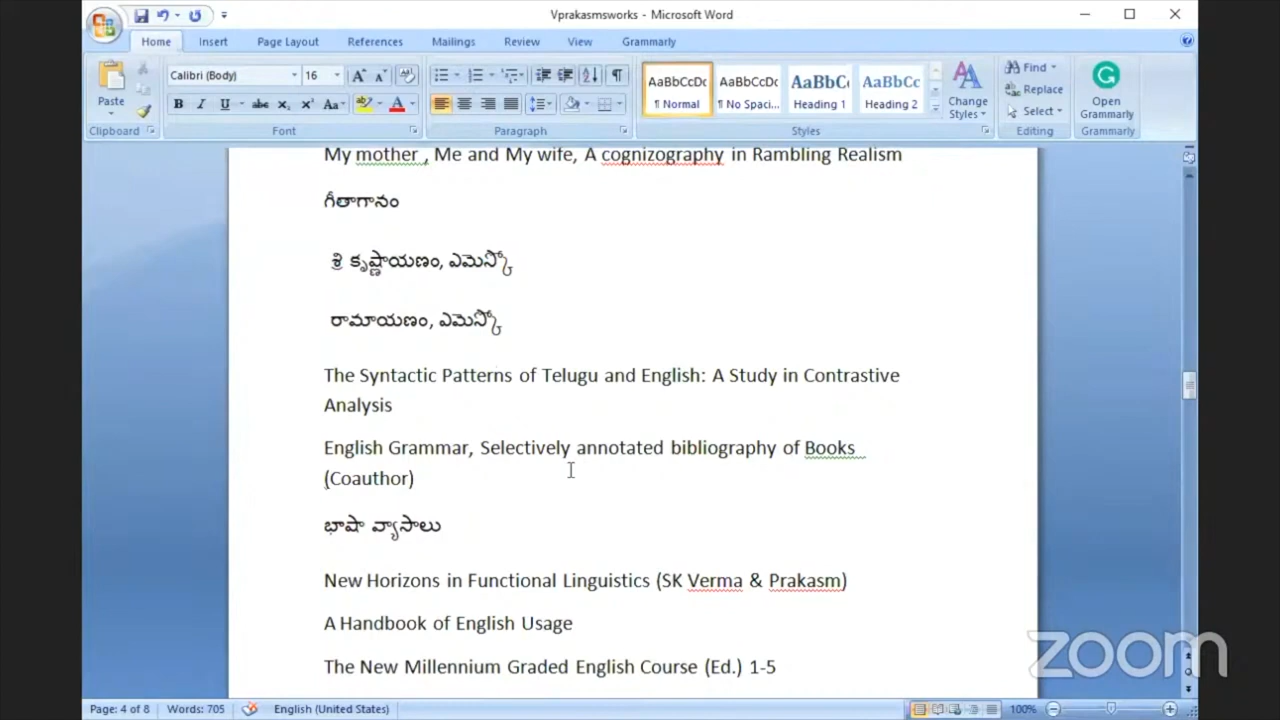 Vprakasmsworks - Microsoft Word
Home Insert Page Layout References Mailings Review View Grammarly
Calibri (Body) 16
Paste
B I U abc X₂ X² Aa
AaBbCcDc AaBbCcDc AaBbC AaBbCc
¶ Normal ¶ No Spaci... Heading 1 Heading 2
Change Styles
Find
Replace
Select
Open Grammarly
Clipboard Font Paragraph Styles Editing Grammarly
My mother , Me and My wife, A cognizography in Rambling Realism
గీతాగానం
శ్రీ కృష్ణాయణం, ఎమెస్కో
రామాయణం, ఎమెస్కో
The Syntactic Patterns of Telugu and English: A Study in Contrastive
Analysis
English Grammar, Selectively annotated bibliography of Books
(Coauthor)
భాషా వ్యాసాలు
New Horizons in Functional Linguistics (SK Verma & Prakasm)
A Handbook of English Usage
The New Millennium Graded English Course (Ed.) 1-5
zoom
Page: 4 of 8 Words: 705 English (United States) 100%